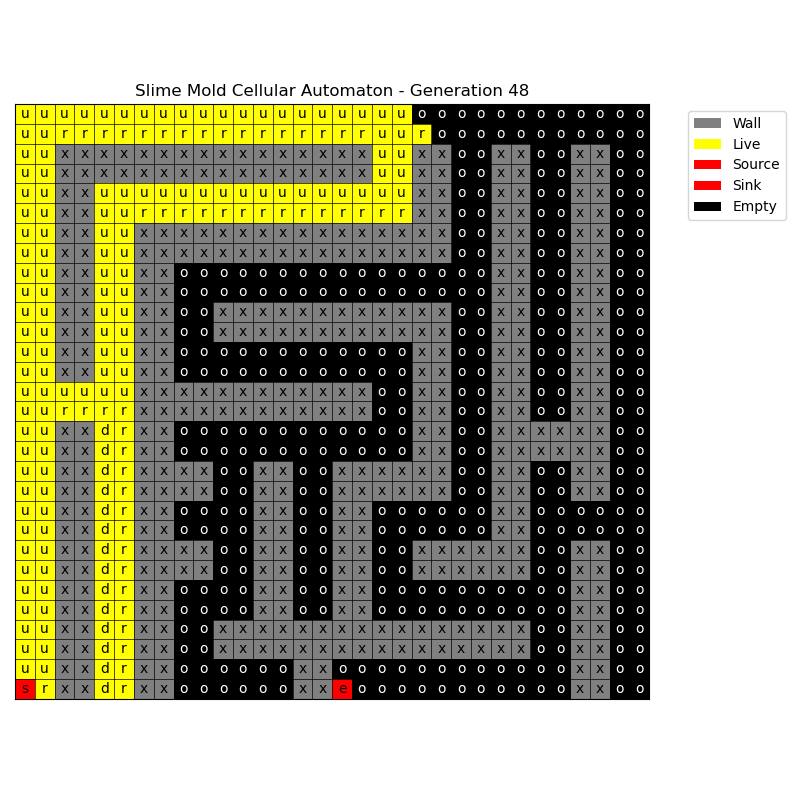 Slime Mold Cellular Automaton - Generation 48
u u u u u u u u u u u u u u u u u u u u o o o o o o o o o o o o
u u r r r r r r r r r r r r r r r r u u r o o o o o o o o o o o
u u x x x x x x x x x x x x x x x x u u x x o o x x o o x x o o
u u x x x x x x x x x x x x x x x x u u x x o o x x o o x x o o
u u x x u u u u u u u u u u u u u u u u x x o o x x o o x x o o
u u x x u u r r r r r r r r r r r r r r x x o o x x o o x x o o
u u x x u u x x x x x x x x x x x x x x x x o o x x o o x x o o
u u x x u u x x x x x x x x x x x x x x x x o o x x o o x x o o
u u x x u u x x o o o o o o o o o o o o o o o o x x o o x x o o
u u x x u u x x o o o o o o o o o o o o o o o o x x o o x x o o
u u x x u u x x o o x x x x x x x x x x x x o o x x o o x x o o
u u x x u u x x o o x x x x x x x x x x x x o o x x o o x x o o
u u x x u u x x o o o o o o o o o o o o x x o o x x o o x x o o
u u x x u u x x o o o o o o o o o o o o x x o o x x o o x x o o
u u u u u u x x x x x x x x x x x x o o x x o o x x o o x x o o
u u r r r r x x x x x x x x x x x x o o x x o o x x o o x x o o
u u x x d r x x o o o o o o o o o o o o x x o o x x x x x x o o
u u x x d r x x o o o o o o o o o o o o x x o o x x x x x x o o
u u x x d r x x x x o o x x o o x x x x x x o o x x o o x x o o
u u x x d r x x x x o o x x o o x x x x x x o o x x o o x x o o
u u x x d r x x o o o o x x o o x x o o o o o o x x o o o o o o
u u x x d r x x o o o o x x o o x x o o o o o o x x o o o o o o
u u x x d r x x x x o o x x o o x x o o x x x x x x o o x x o o
u u x x d r x x x x o o x x o o x x o o x x x x x x o o x x o o
u u x x d r x x o o o o x x o o x x o o o o o o o o o o x x o o
u u x x d r x x o o o o x x o o x x o o o o o o o o o o x x o o
u u x x d r x x o o x x x x x x x x x x x x x x x x o o x x o o
u u x x d r x x o o x x x x x x x x x x x x x x x x o o x x o o
u u x x d r x x o o o o o o x x o o o o o o o o o o o o x x o o
s r x x d r x x o o o o o o x x e o o o o o o o o o o o x x o o
Wall
Live
Source
Sink
Empty